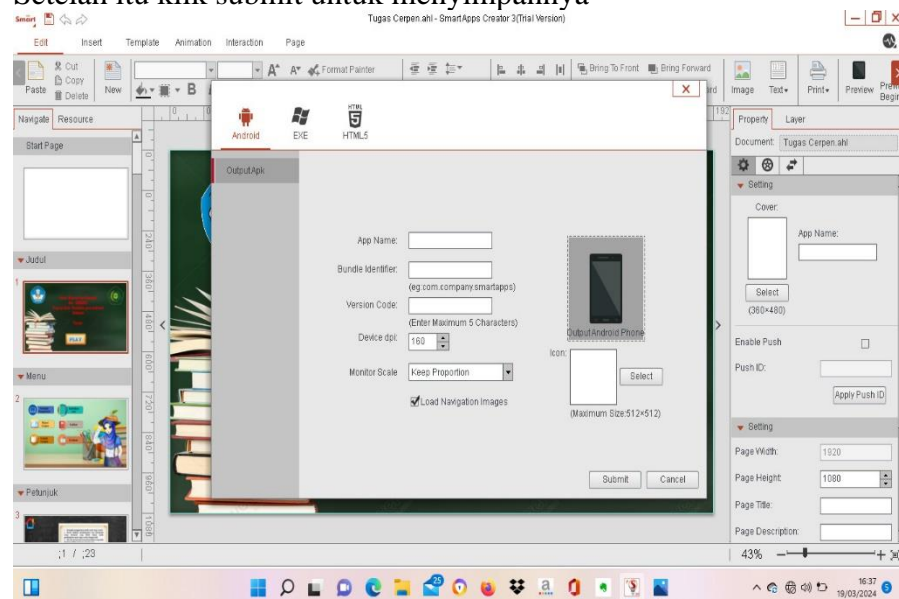 Setelah itu klik submit untuk menyimpannya
Smart
Tugas Cerpen.ahl - SmartApps Creator 3(Trial Version)
Edit Insert Template Animation Interaction Page
Cut
Copy
Delete
Paste
New
B
Format Painter
Bring To Front
Bring Forward
Image
Text
Print
Preview
Navigate Resource
Start Page
Judul
1
Menu
2
Petunjuk
3
;1 / ;23
Android EXE HTML5
OutputApk
App Name:
Bundle Identifier:
(eg:com.company.smartapps)
Version Code:
(Enter Maximum 5 Characters)
Device dpi: 160
Monitor Scale Keep Proportion
Load Navigation Images
Output Android Phone
Icon:
Select
(Maximum Size:512×512)
Submit Cancel
Property Layer
Document: Tugas Cerpen.ahl
Setting
Cover:
App Name:
Select
(360×480)
Enable Push
Push ID:
Apply Push ID
Setting
Page Width: 1920
Page Height: 1080
Page Title:
Page Description:
43%
16:37
19/03/2024